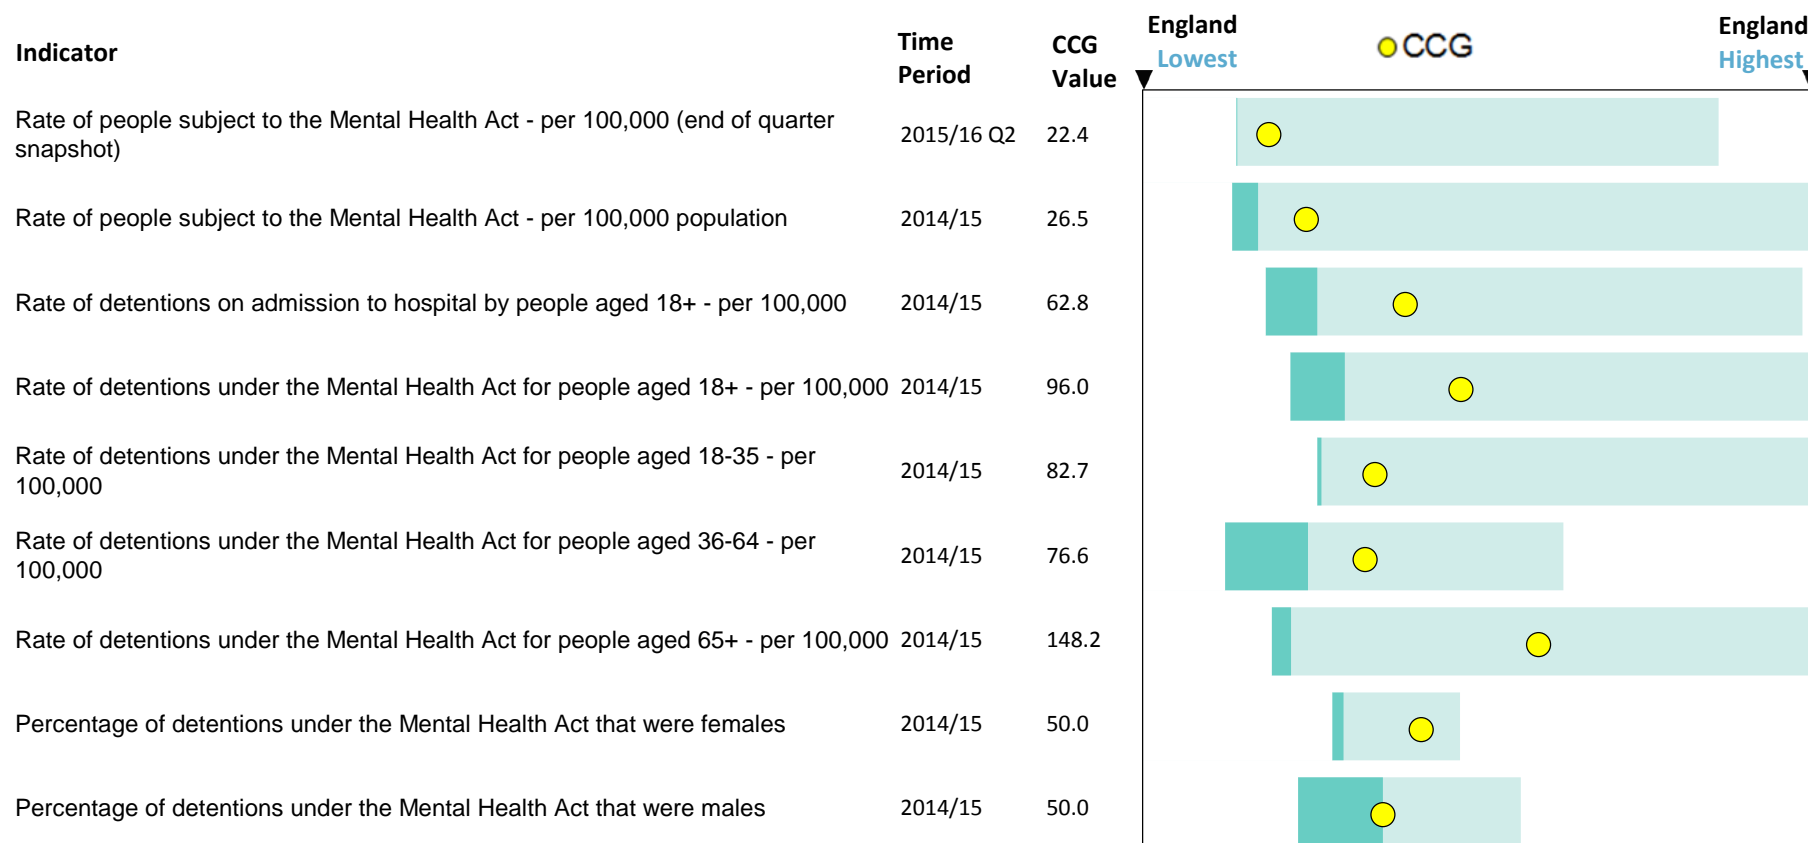 Indicator
Time Period
CCG Value
England Lowest
CCG
England Highest
Rate of people subject to the Mental Health Act - per 100,000 (end of quarter
snapshot)
2015/16 Q2 22.4
Rate of people subject to the Mental Health Act - per 100,000 population 2014/15 26.5
Rate of detentions on admission to hospital by people aged 18+ - per 100,000 2014/15 62.8
Rate of detentions under the Mental Health Act for people aged 18+ - per 100,000 2014/15 96.0
Rate of detentions under the Mental Health Act for people aged 18-35 - per
100,000
2014/15 82.7
Rate of detentions under the Mental Health Act for people aged 36-64 - per
100,000
2014/15 76.6
Rate of detentions under the Mental Health Act for people aged 65+ - per 100,000 2014/15 148.2
Percentage of detentions under the Mental Health Act that were females 2014/15 50.0
Percentage of detentions under the Mental Health Act that were males 2014/15 50.0